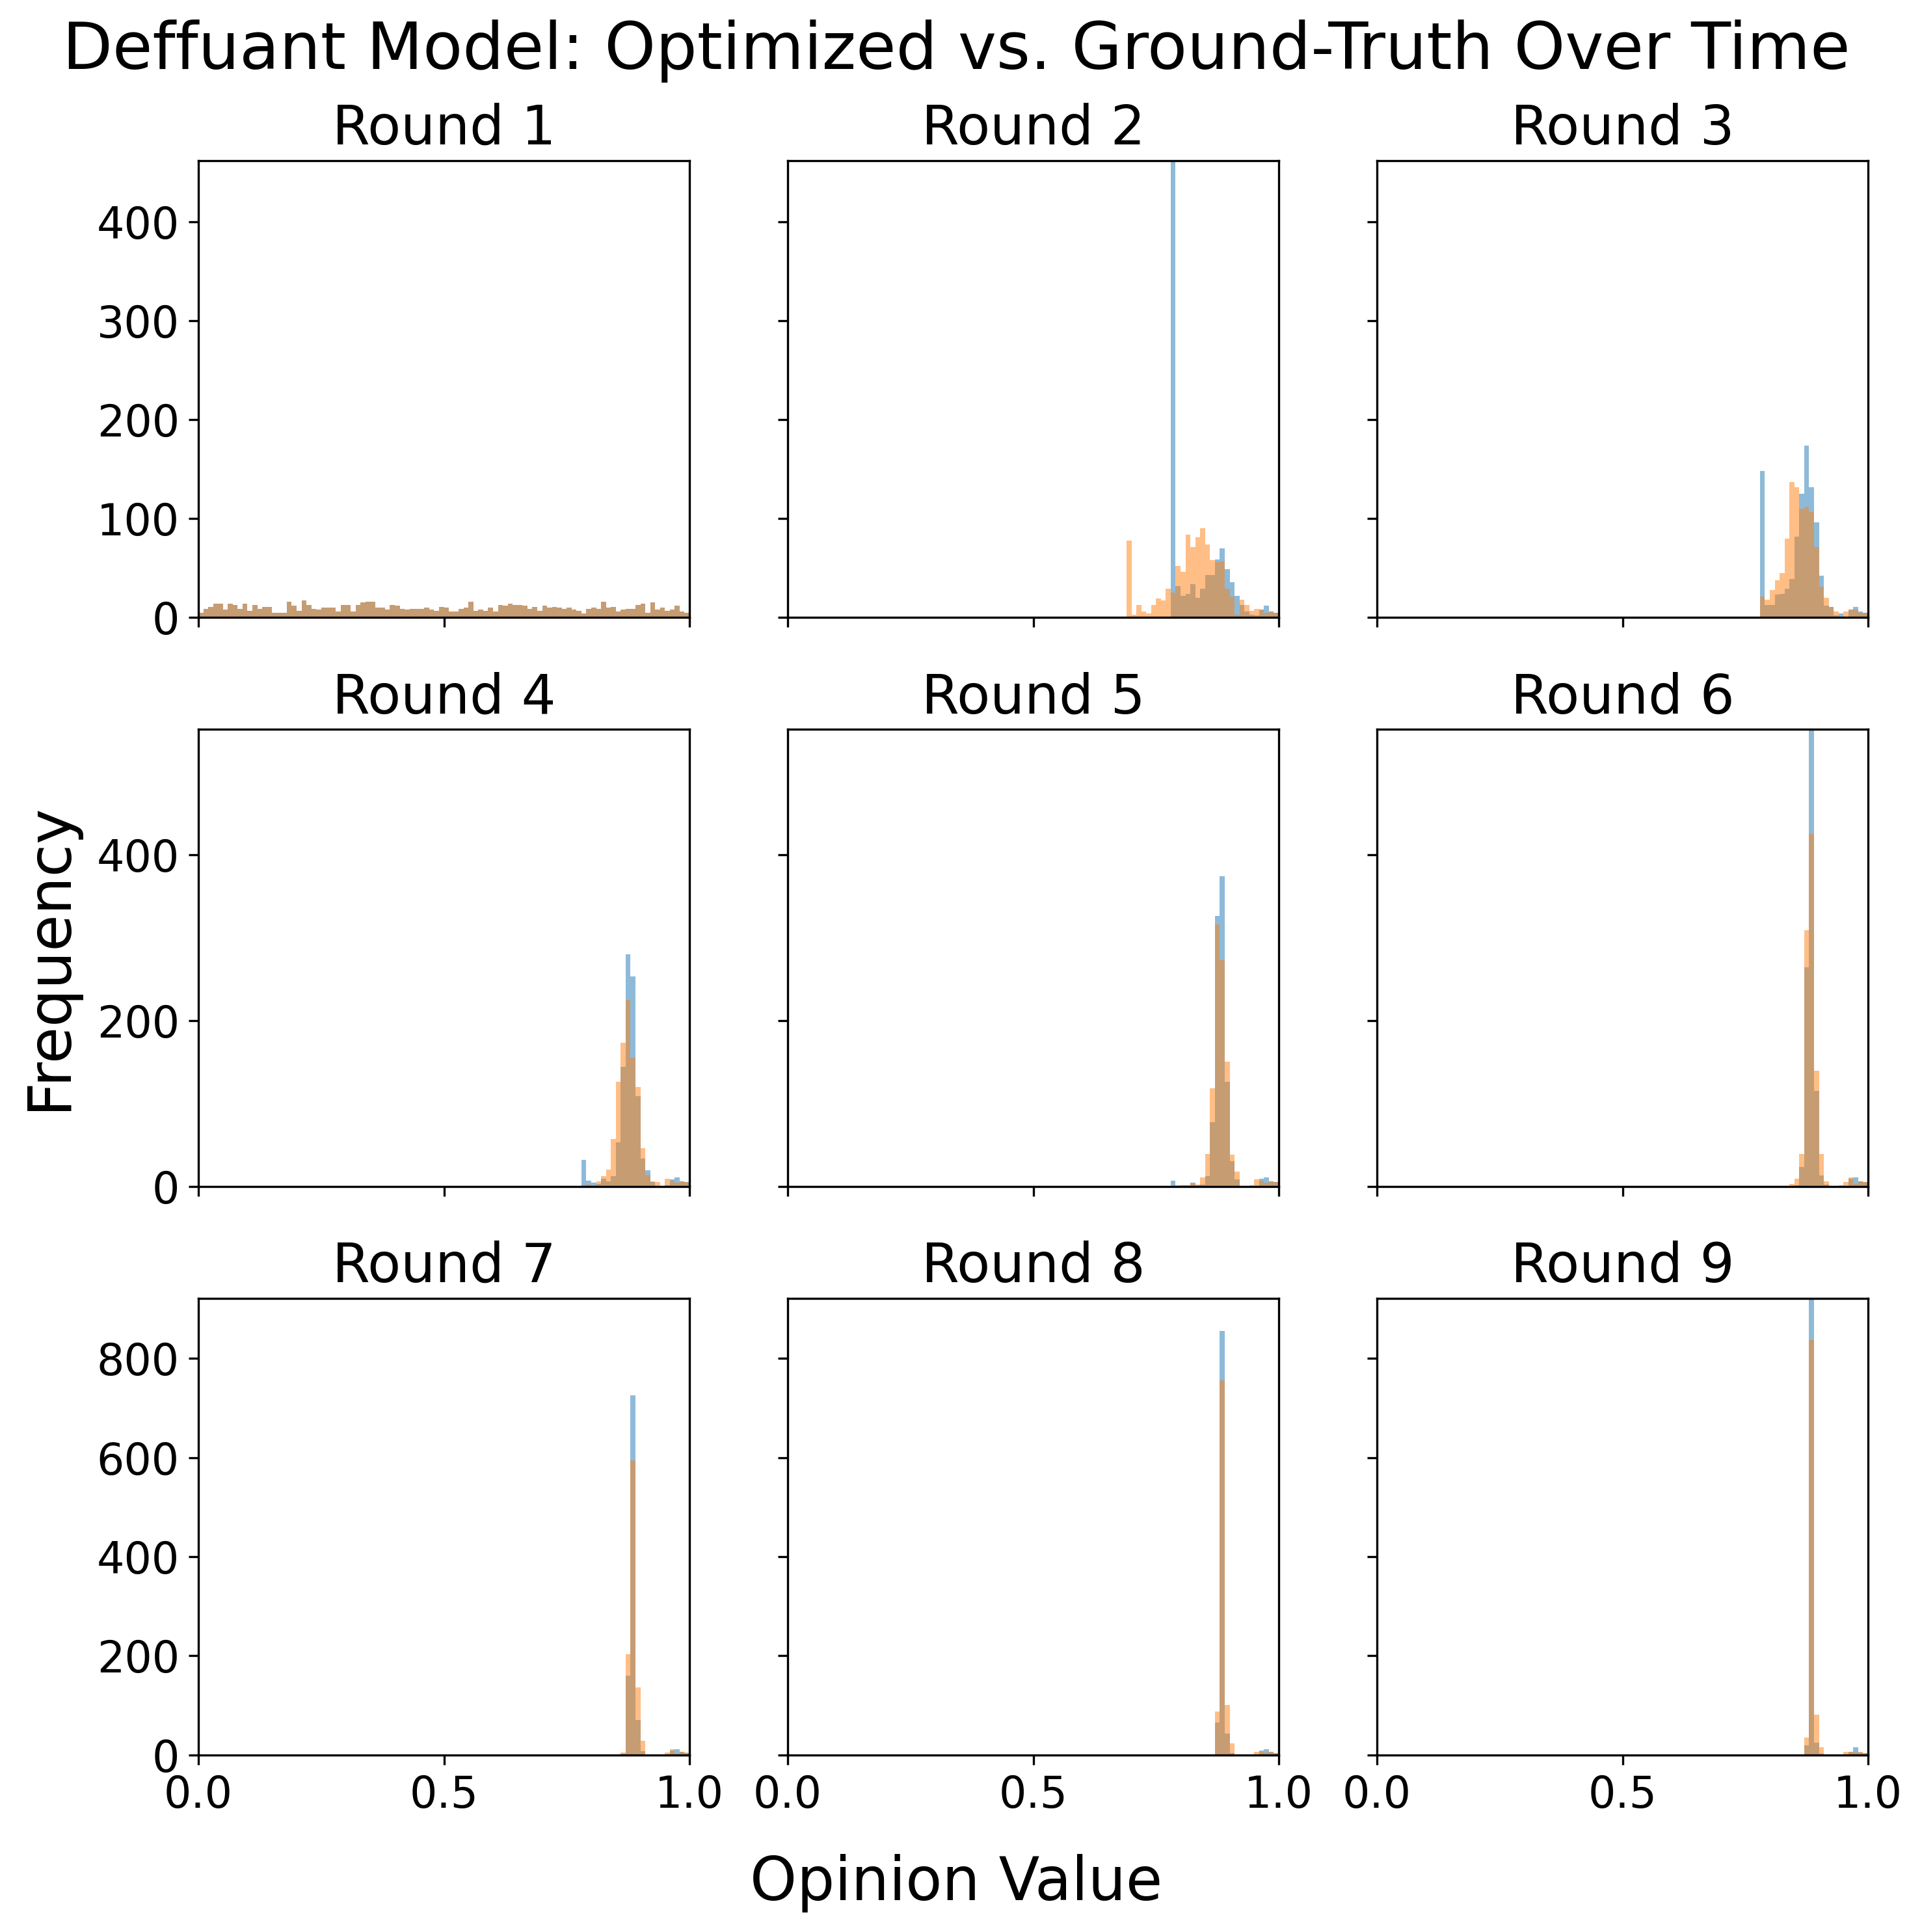 Deffuant Model: Optimized vs. Ground-Truth Over Time
Round 1
Round 2
Round 3
400
300
200
100
0
Round 4
Round 5
Round 6
Frequency
400
200
0
Round 7
Round 8
Round 9
800
600
400
200
0
0.0 0.5 1.0
0.0 0.5 1.0
0.0 0.5 1.0
Opinion Value